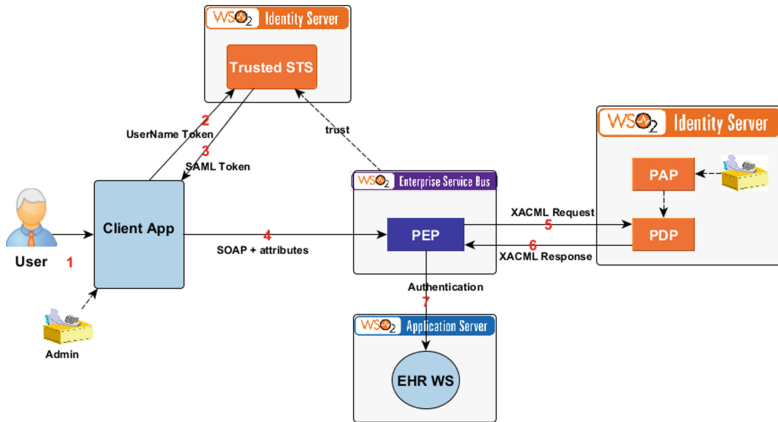 WSO2 Identity Server
Trusted STS
2
UserName Token
3
SAML Token
trust
WSO2 Identity Server
PAP
PDP
WSO2 Enterprise Service Bus
PEP
XACML Request
5
6
XACML Response
Client App
4
SOAP + attributes
User
1
Admin
Authentication
7
WSO2 Application Server
EHR WS